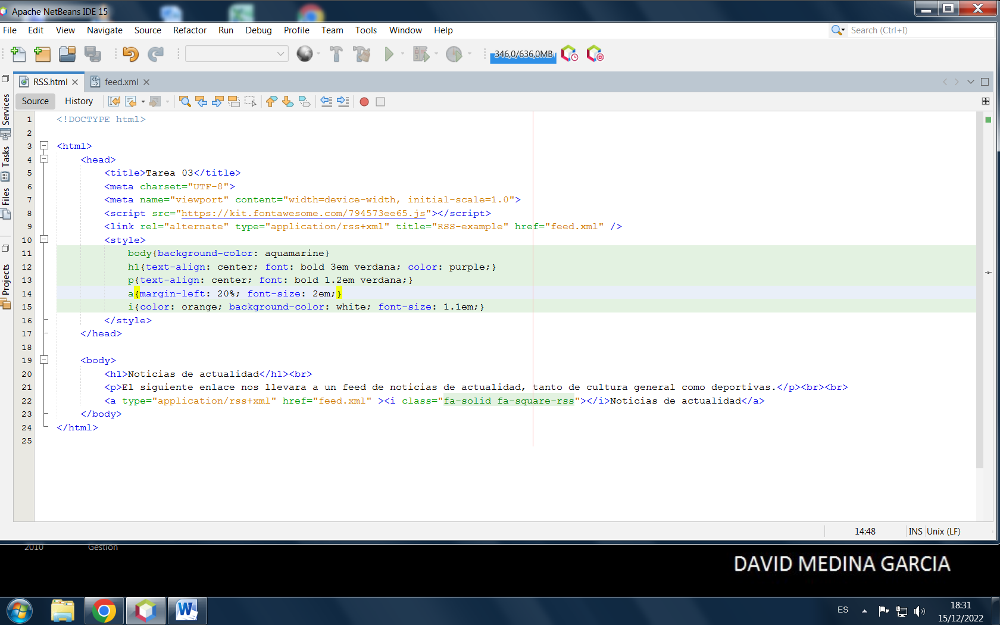 Apache NetBeans IDE 15
File Edit View Navigate Source Refactor Run Debug Profile Team Tools Window Help
Search (Ctrl+I)
346,0/636,0MB
RSS.html
feed.xml
Source History
Services
Tasks
Files
Projects
1 <!DOCTYPE html>
2
3 <html>
4 <head>
5 <title>Tarea 03</title>
6 <meta charset="UTF-8">
7 <meta name="viewport" content="width=device-width, initial-scale=1.0">
8 <script src="https://kit.fontawesome.com/794573ee65.js"></script>
9 <link rel="alternate" type="application/rss+xml" title="RSS-example" href="feed.xml" />
10 <style>
11 body{background-color: aquamarine}
12 h1{text-align: center; font: bold 3em verdana; color: purple;}
13 p{text-align: center; font: bold 1.2em verdana;}
14 a{margin-left: 20%; font-size: 2em;}
15 i{color: orange; background-color: white; font-size: 1.1em;}
16 </style>
17 </head>
18
19 <body>
20 <h1>Noticias de actualidad</h1><br>
21 <p>El siguiente enlace nos llevara a un feed de noticias de actualidad, tanto de cultura general como deportivas.</p><br><br>
22 <a type="application/rss+xml" href="feed.xml" ><i class="fa-solid fa-square-rss"></i>Noticias de actualidad</a>
23 </body>
24 </html>
25
14:48 INS Unix (LF)
2010 Gestion
DAVID MEDINA GARCIA
ES
18:31
15/12/2022